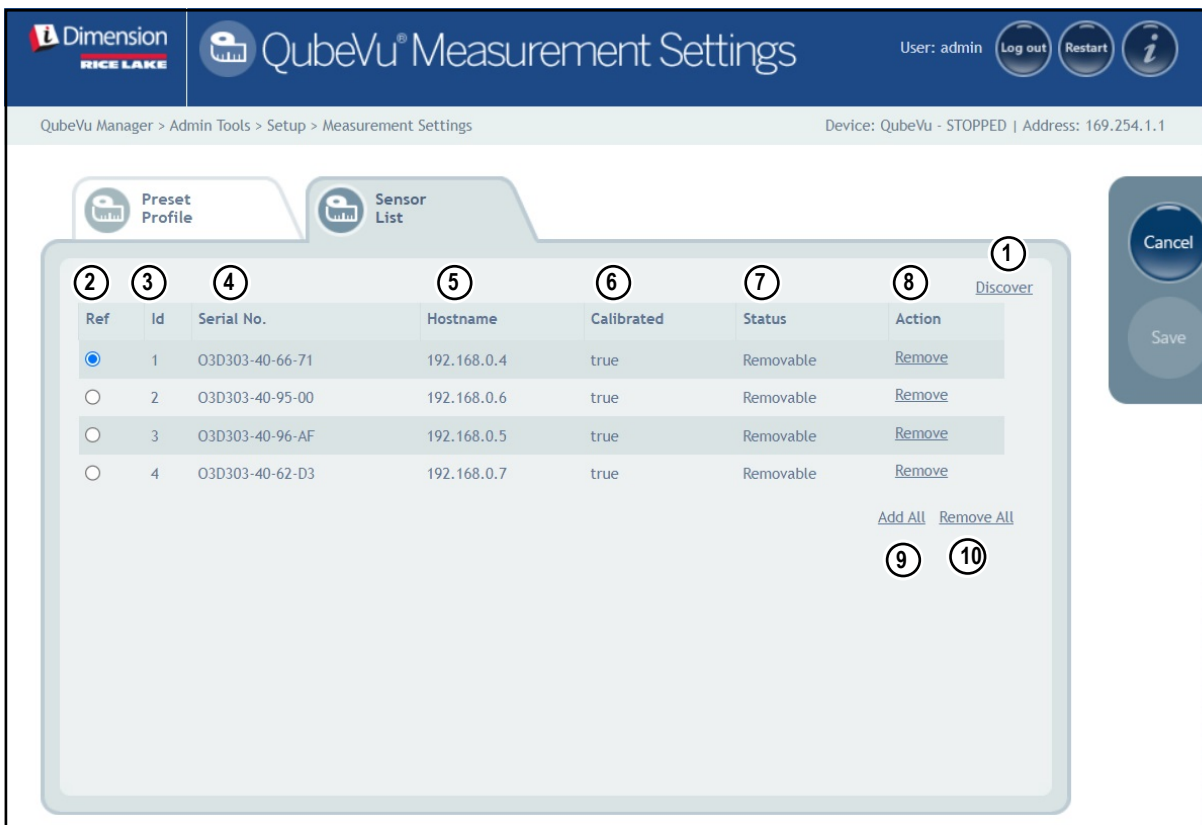 i Dimension
RICE LAKE
QubeVu® Measurement Settings
User: admin
Log out
Restart
i
QubeVu Manager > Admin Tools > Setup > Measurement Settings
Device: QubeVu - STOPPED | Address: 169.254.1.1
Preset
Profile
Sensor
List
Cancel
Save
1
Discover
2 3 4 5 6 7 8
Ref Id Serial No. Hostname Calibrated Status Action
1 O3D303-40-66-71 192.168.0.4 true Removable Remove
2 O3D303-40-95-00 192.168.0.6 true Removable Remove
3 O3D303-40-96-AF 192.168.0.5 true Removable Remove
4 O3D303-40-62-D3 192.168.0.7 true Removable Remove
Add All Remove All
9 10